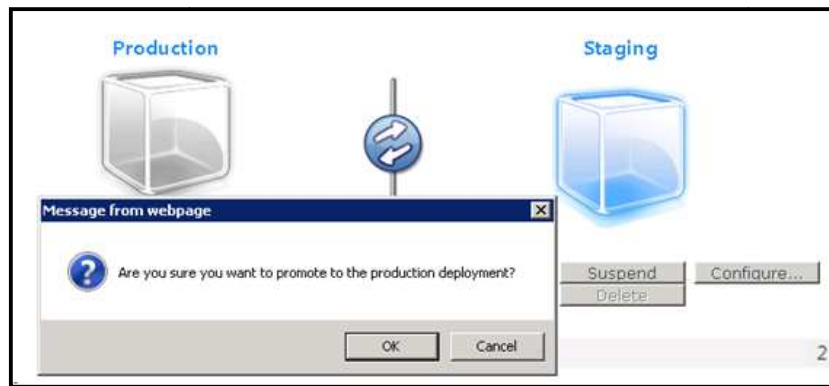 Production
Staging
Message from webpage
Are you sure you want to promote to the production deployment?
OK
Cancel
Suspend
Configure...
Delete
2